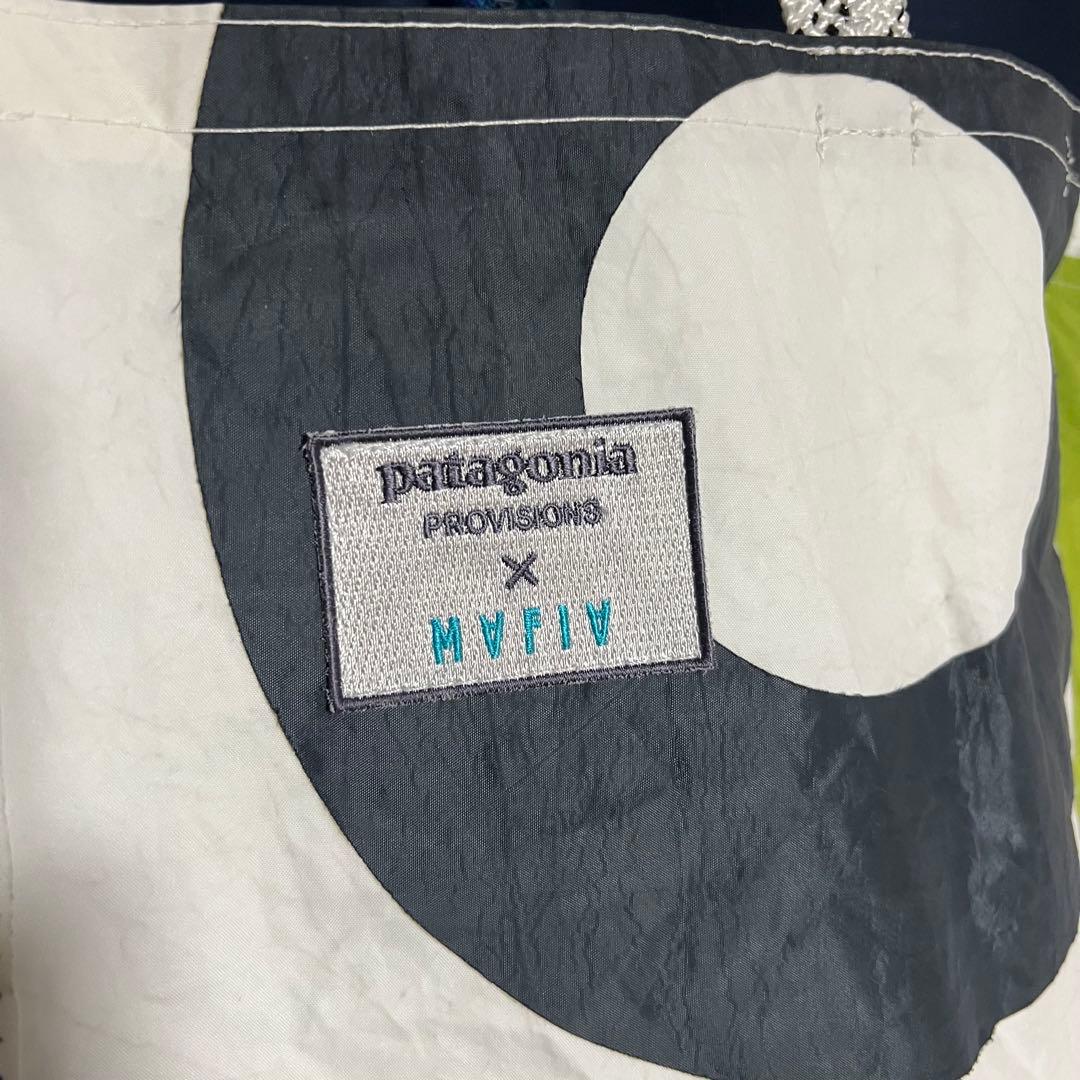 patagonia
PROVISIONS
×
MAFIA